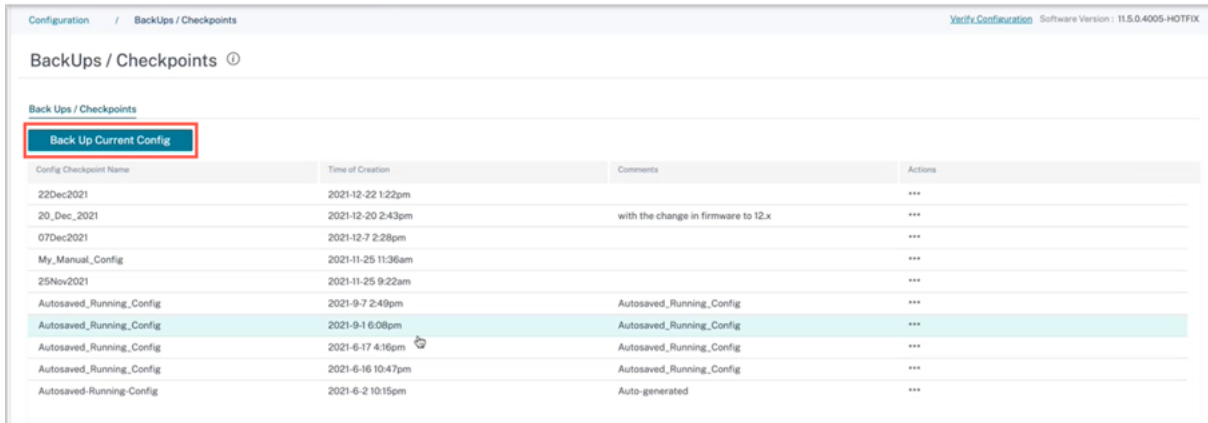 Configuration / BackUps / Checkpoints Verify Configuration Software Version : 11.5.0.4005-HOTFIX
BackUps / Checkpoints
Back Ups / Checkpoints
Back Up Current Config
Config Checkpoint Name Time of Creation Comments Actions
22Dec2021 2021-12-22 1:22pm ***
20_Dec_2021 2021-12-20 2:43pm with the change in firmware to 12.x ***
07Dec2021 2021-12-7 2:28pm ***
My_Manual_Config 2021-11-25 11:36am ***
25Nov2021 2021-11-25 9:22am ***
Autosaved_Running_Config 2021-9-7 2:49pm Autosaved_Running_Config ***
Autosaved_Running_Config 2021-9-1 6:08pm Autosaved_Running_Config ***
Autosaved_Running_Config 2021-6-17 4:16pm Autosaved_Running_Config ***
Autosaved_Running_Config 2021-6-16 10:47pm Autosaved_Running_Config ***
Autosaved-Running-Config 2021-6-2 10:15pm Auto-generated ***